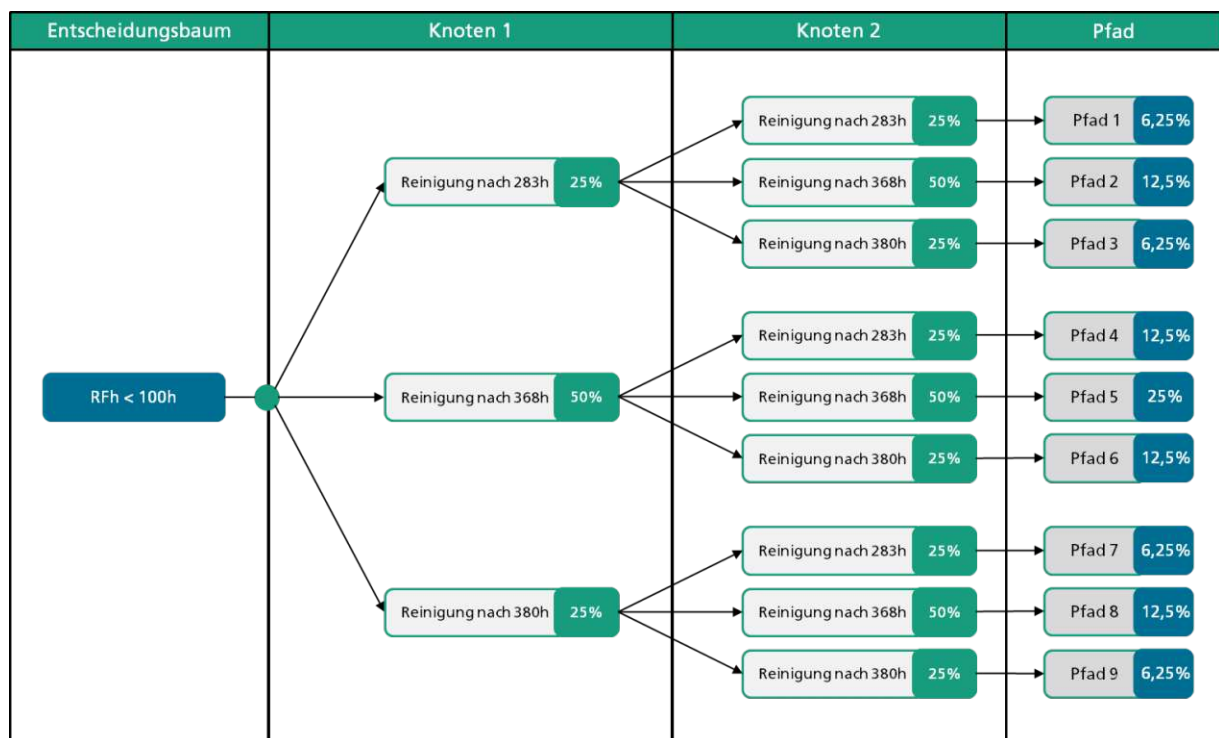 Entscheidungsbaum
Knoten 1
Knoten 2
Pfad
RFh < 100h
Reinigung nach 283h 25%
Reinigung nach 283h 25%
Pfad 1 6,25%
Reinigung nach 368h 50%
Pfad 2 12,5%
Reinigung nach 380h 25%
Pfad 3 6,25%
Reinigung nach 368h 50%
Reinigung nach 283h 25%
Pfad 4 12,5%
Reinigung nach 368h 50%
Pfad 5 25%
Reinigung nach 380h 25%
Pfad 6 12,5%
Reinigung nach 380h 25%
Reinigung nach 283h 25%
Pfad 7 6,25%
Reinigung nach 368h 50%
Pfad 8 12,5%
Reinigung nach 380h 25%
Pfad 9 6,25%